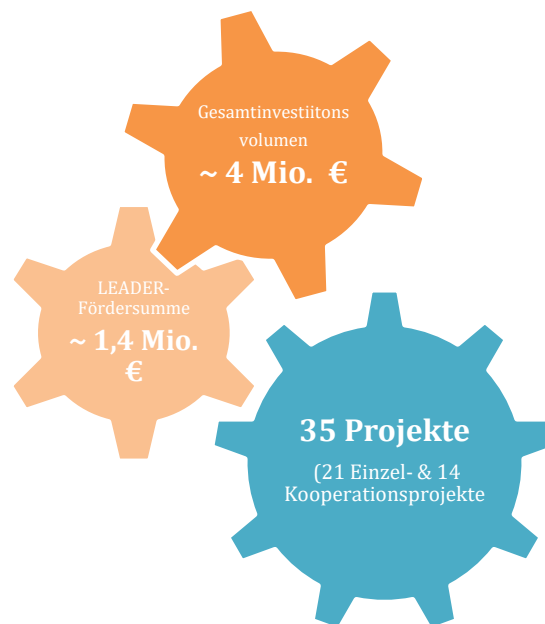 Gesamtinvestiitons
volumen
~ 4 Mio. €
LEADER-
Fördersumme
~ 1,4 Mio.
€
35 Projekte
(21 Einzel- & 14
Kooperationsprojekte